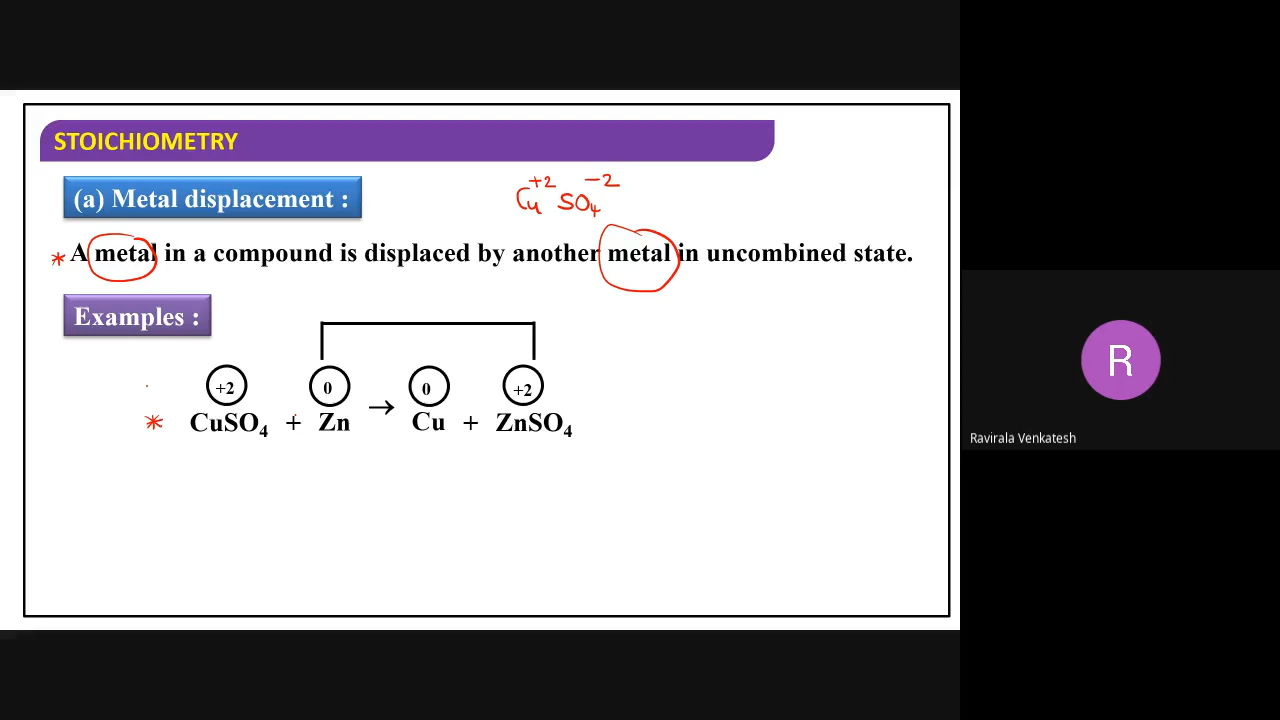 STOICHIOMETRY
(a) Metal displacement :
Cu⁺² SO₄⁻²
* A metal in a compound is displaced by another metal in uncombined state.
Examples :
+2 0 0 +2
* CuSO₄ + Zn → Cu + ZnSO₄
R
Ravirala Venkatesh